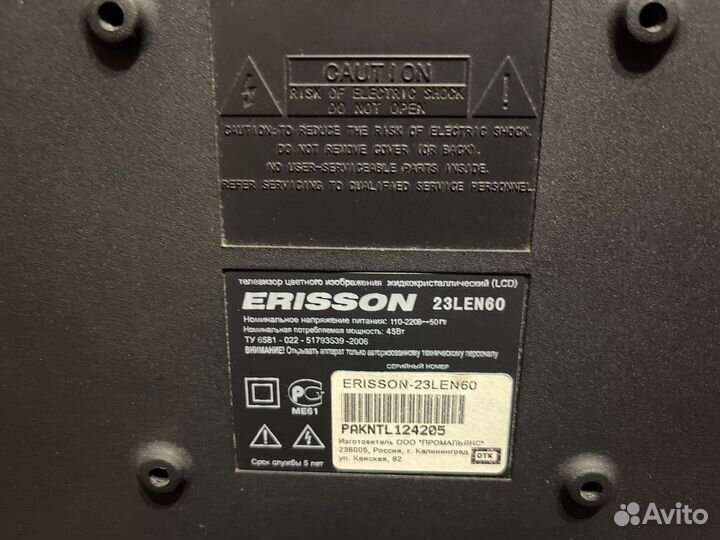 CAUTION
RISK OF ELECTRIC SHOCK
DO NOT OPEN
CAUTION:TO REDUCE THE RISK OF ELECTRIC SHOCK.
DO NOT REMOVE COVER (OR BACK).
NO USER-SERVICEABLE PARTS INSIDE.
REFER SERVICING TO QUALIFIED SERVICE PERSONNEL
телевизор цветного изображения жидкокристаллический (LCD)
ERISSON 23LEN60
Номинальное напряжение питания: 110-220В~50Гц
Номинальная потребляемая мощность: 45Вт
ТУ 6581 - 022 - 51793539 -2006
ВНИМАНИЕ! Открывать аппарат только авторизованному техническому персоналу
СЕРИЙНЫЙ НОМЕР
ME61
Срок службы 5 лет
ERISSON-23LEN60
PAKNTL124205
Изготовитель ООО "ПРОМАЛЬЯНС"
236005, Россия, г. Калининград
ул. Камская, 82
ОТК
Avito